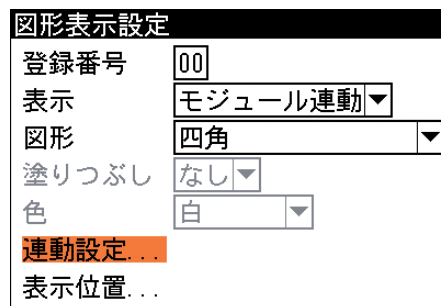 図形表示設定
登録番号 00
表示 モジュール連動
図形 四角
塗りつぶし なし
色 白
連動設定...
表示位置...